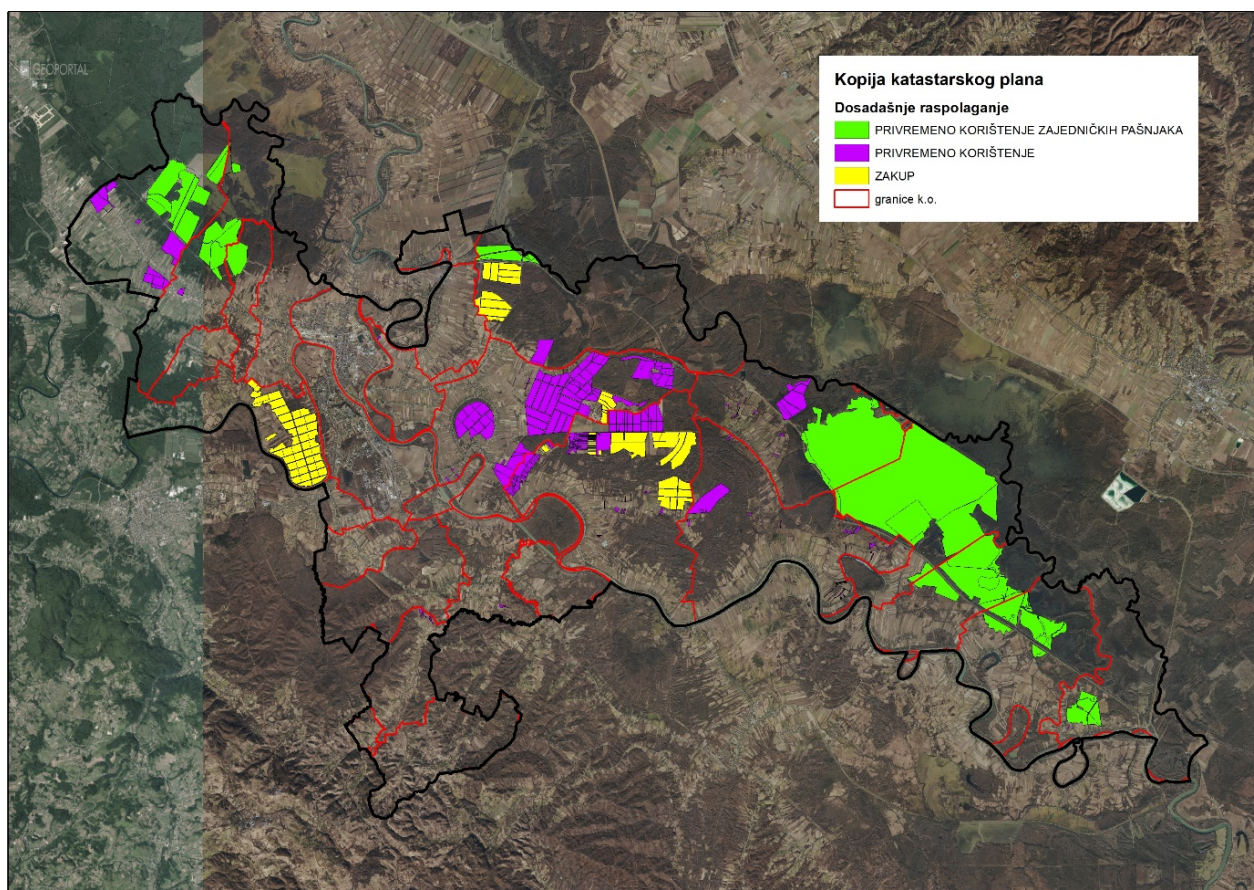 GEOPORTAL
Kopija katastarskog plana
Dosadašnje raspolaganje
PRIVREMENO KORIŠTENJE ZAJEDNIČKIH PAŠNJAKA
PRIVREMENO KORIŠTENJE
ZAKUP
granice k.o.